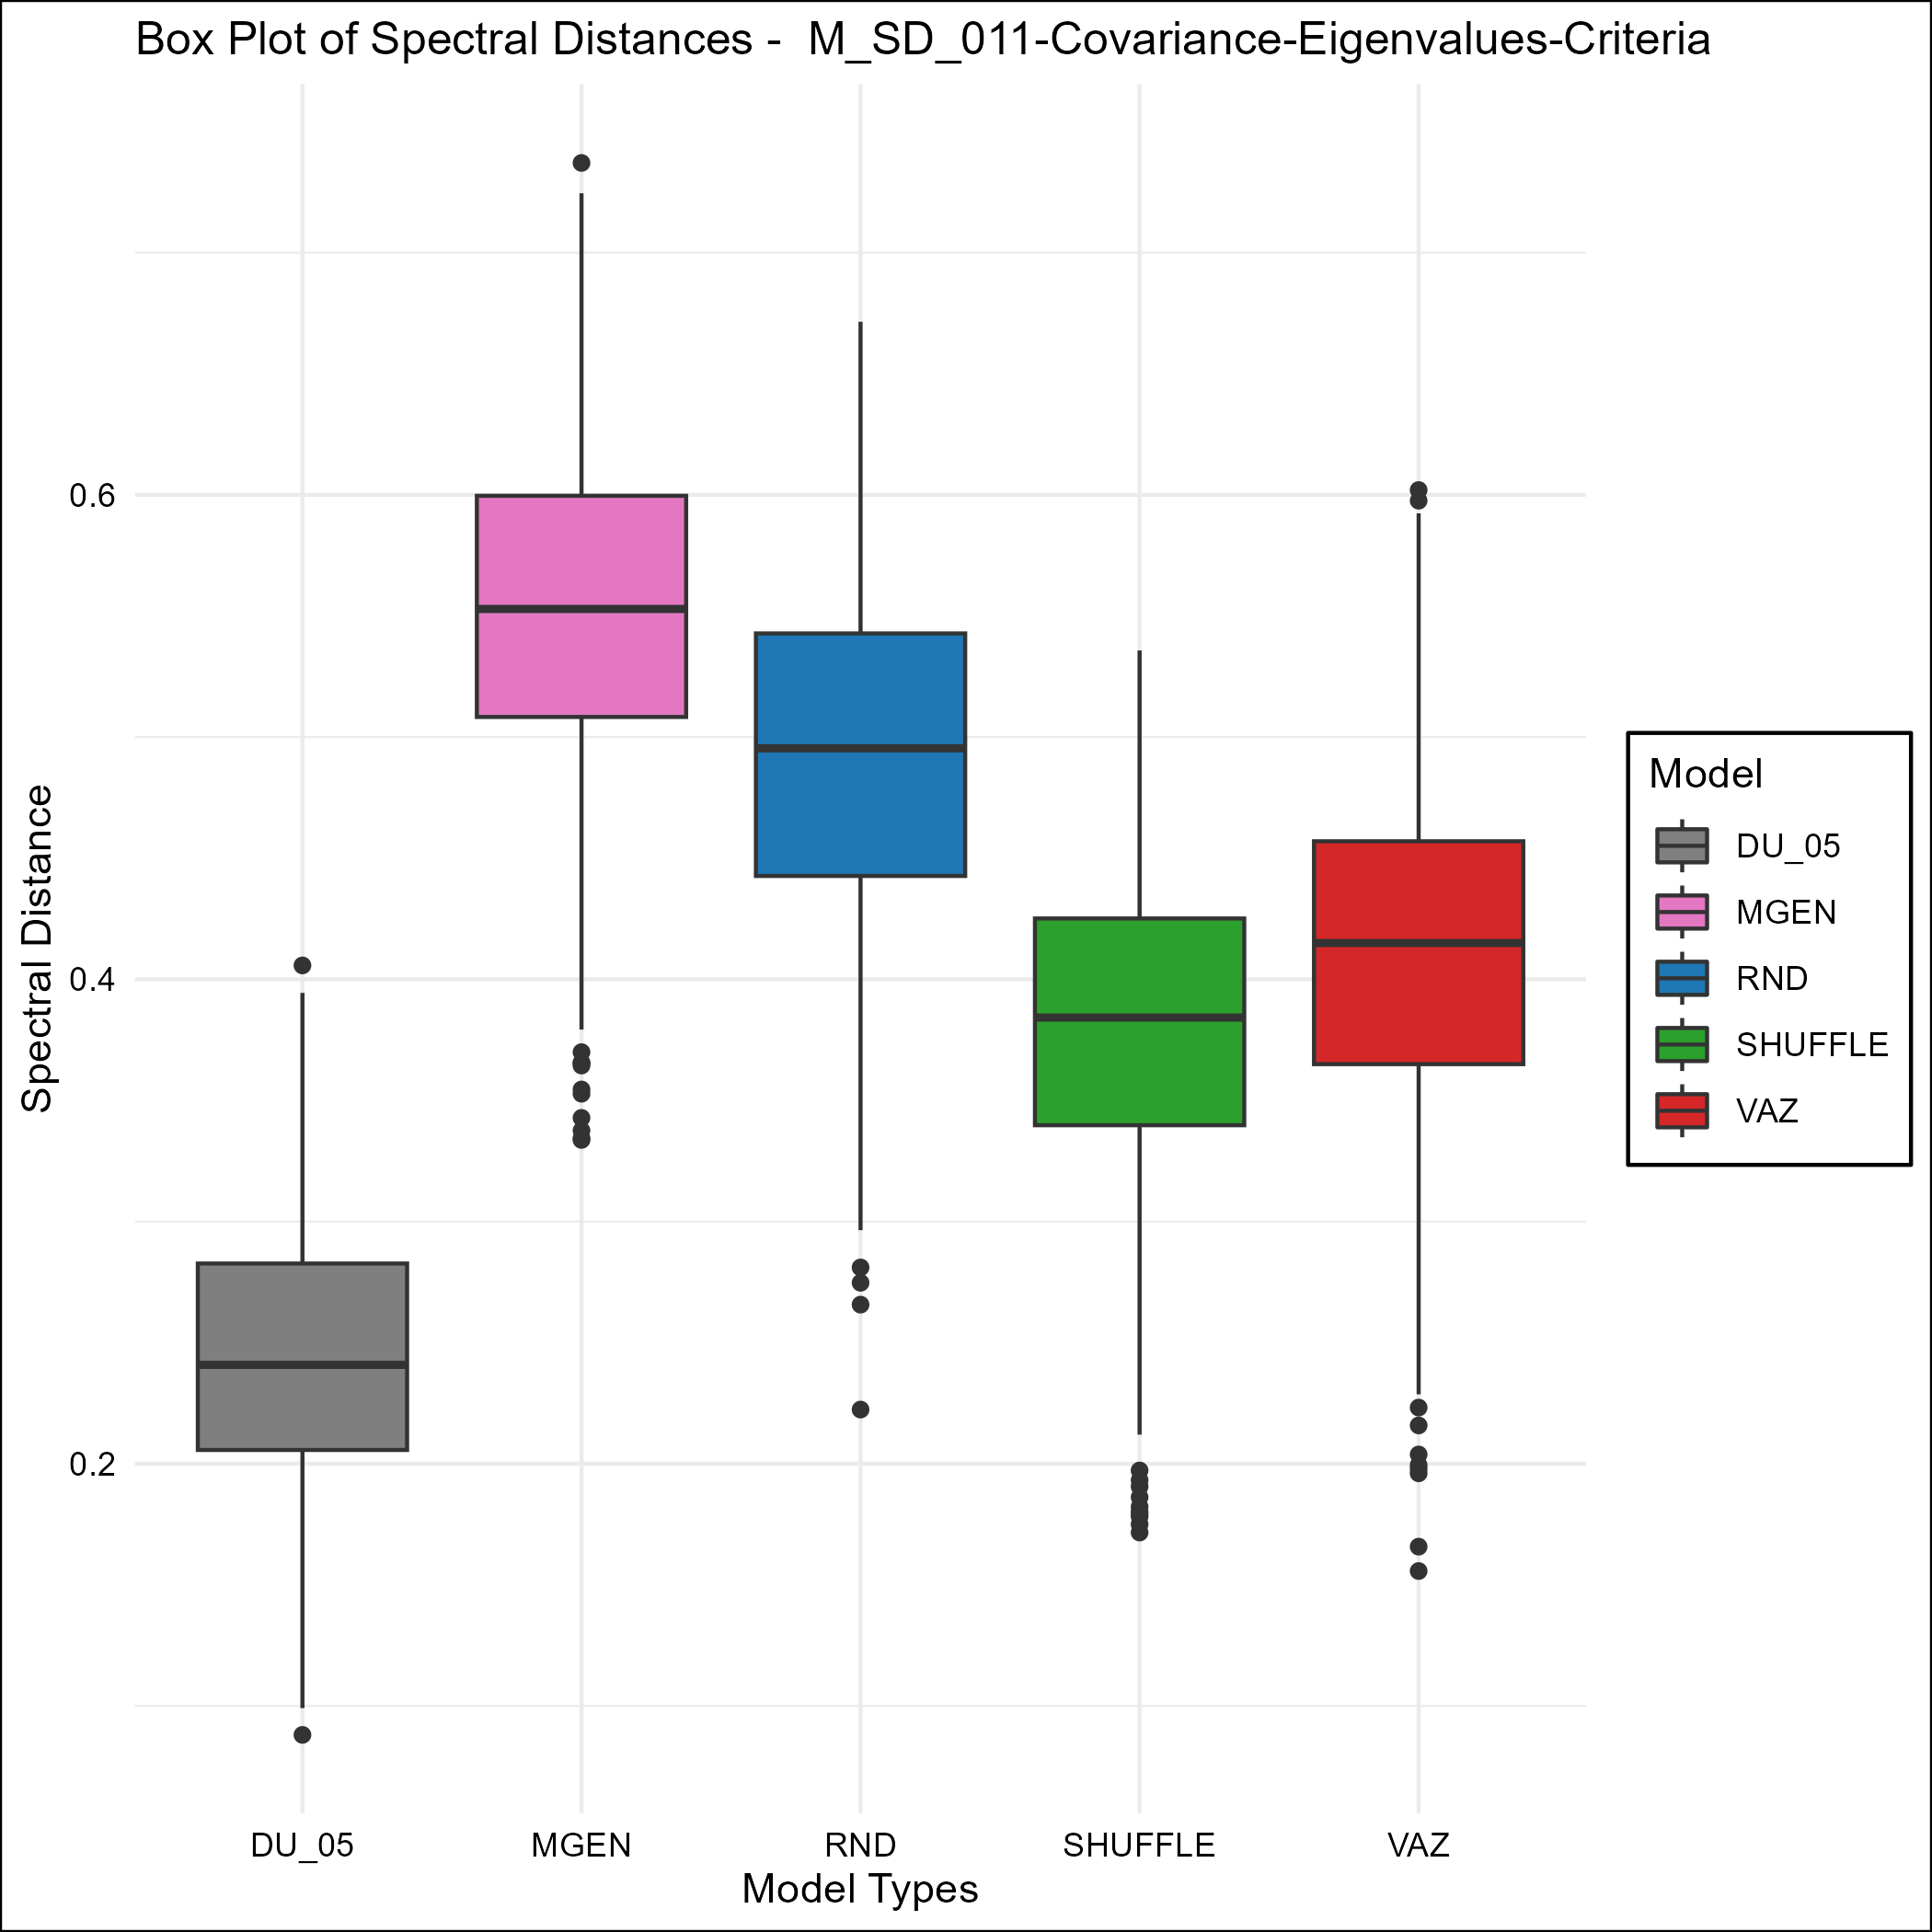 Box Plot of Spectral Distances -  M_SD_011-Covariance-Eigenvalues-Criteria
Spectral Distance
0.6
0.4
0.2
DU_05
MGEN
RND
SHUFFLE
VAZ
Model Types
Model
DU_05
MGEN
RND
SHUFFLE
VAZ